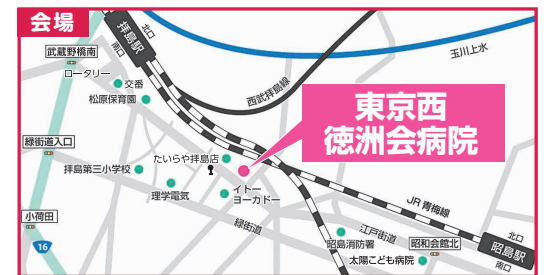 会場
拝島駅
北口
南口
武蔵野橋南
ロータリー
交番
松原保育園
玉川上水
西武拝島線
東京西
徳洲会病院
緑街道入口
たいらや拝島店
拝島第三小学校
理学電気
イトー
ヨーカドー
小荷田
緑街道
16
JR青梅線
江戸街道
昭島消防署
昭和会館北
太陽こども病院
北口
昭島駅
南口